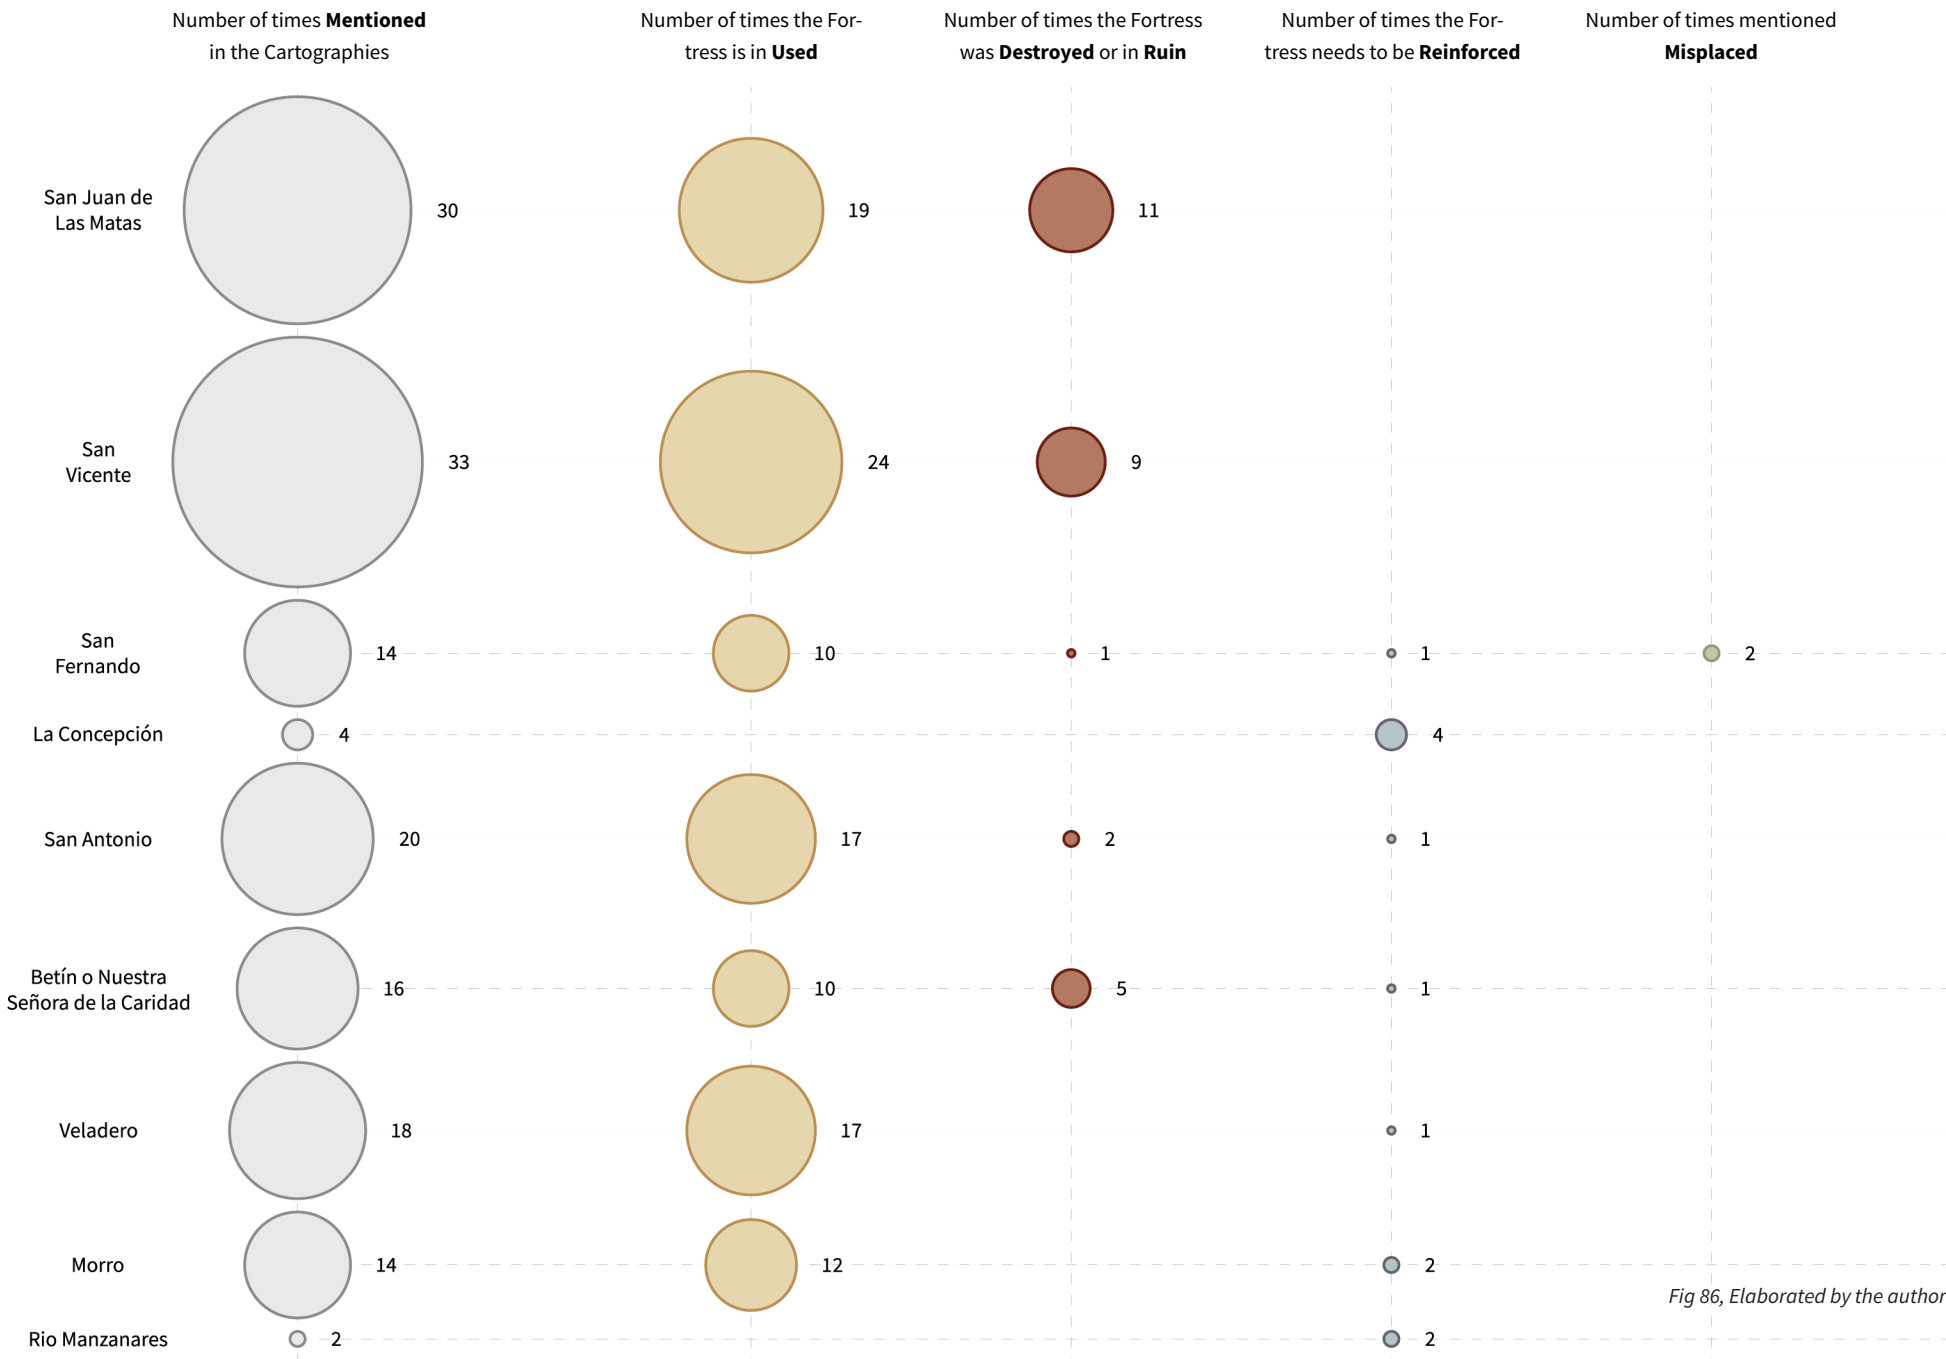 Number of times Mentioned
in the Cartographies
Number of times the For-
tress is in Used
Number of times the Fortress
was Destroyed or in Ruin
Number of times the For-
tress needs to be Reinforced
Number of times mentioned
Misplaced
San Juan de
Las Matas
30
19
11
San
Vicente
33
24
9
San
Fernando
14
10
1
1
2
La Concepción
4
4
San Antonio
20
17
2
1
Betín o Nuestra
Señora de la Caridad
16
10
5
1
Veladero
18
17
1
Morro
14
12
2
Fig 86, Elaborated by the author
Rio Manzanares
2
2